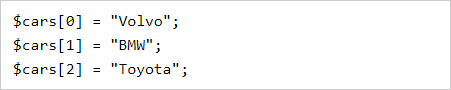 $cars[0] = "Volvo";
$cars[1] = "BMW";
$cars[2] = "Toyota";